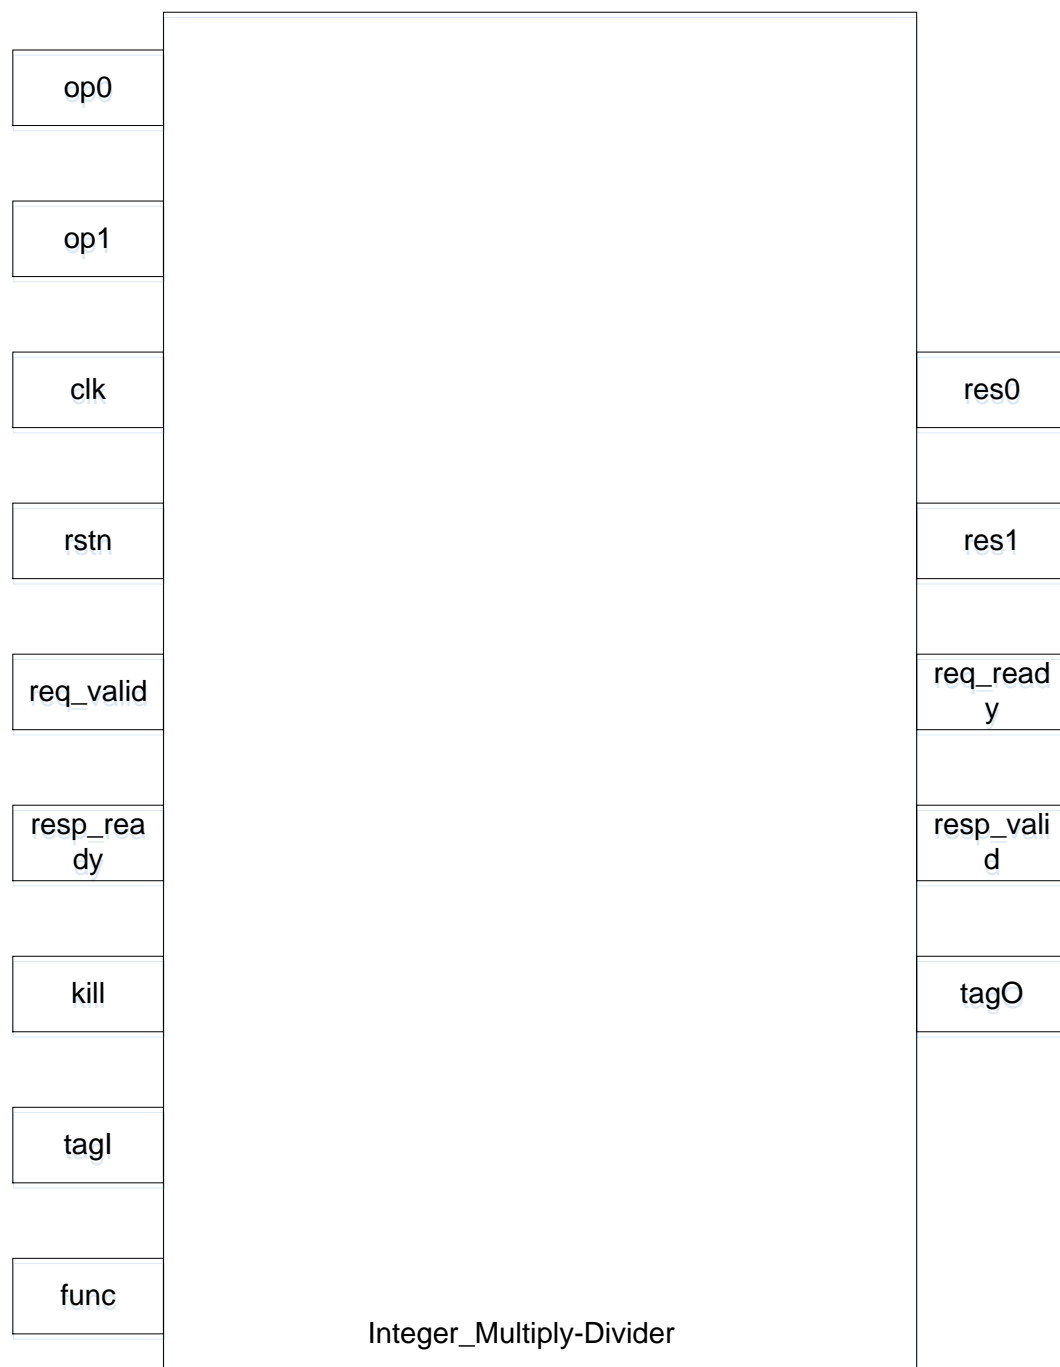 op0
op1
clk
res0
rstn
res1
req_valid
req_read
y
resp_rea
dy
resp_vali
d
kill
tagO
tagI
func
Integer_Multiply-Divider